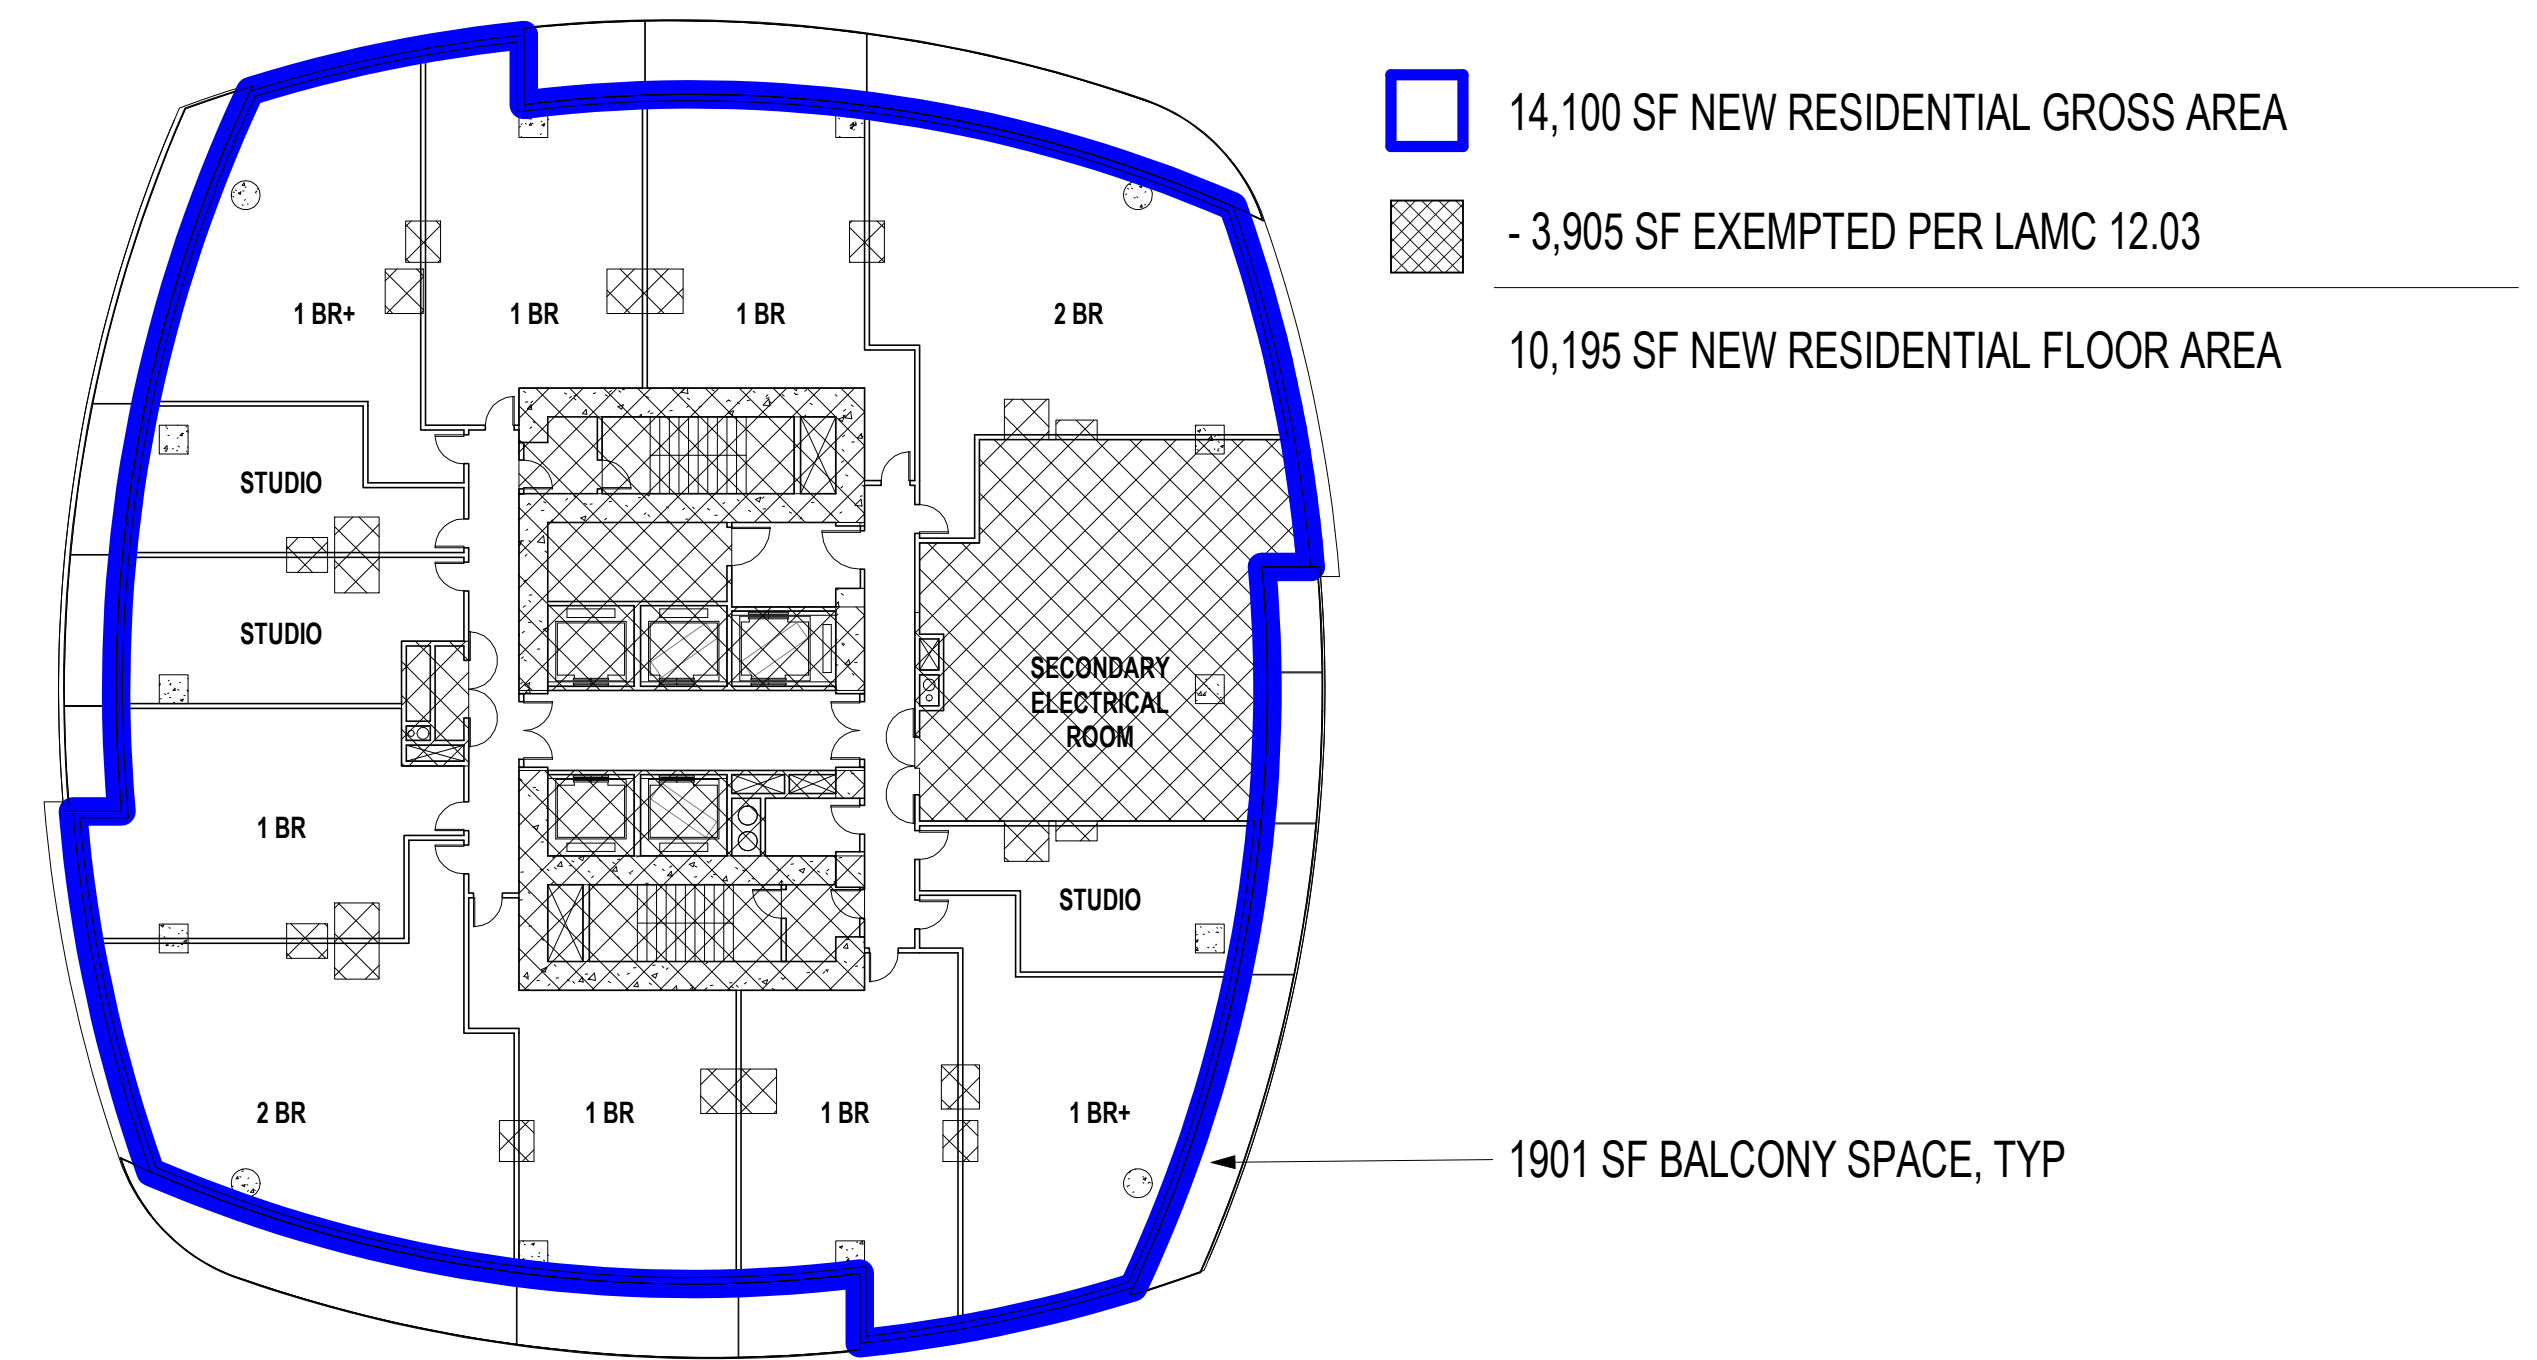 14,100 SF NEW RESIDENTIAL GROSS AREA
- 3,905 SF EXEMPTED PER LAMC 12.03
10,195 SF NEW RESIDENTIAL FLOOR AREA
1 BR+
1 BR
1 BR
2 BR
STUDIO
STUDIO
SECONDARY
ELECTRICAL
ROOM
1 BR
STUDIO
2 BR
1 BR
1 BR
1 BR+
1901 SF BALCONY SPACE, TYP